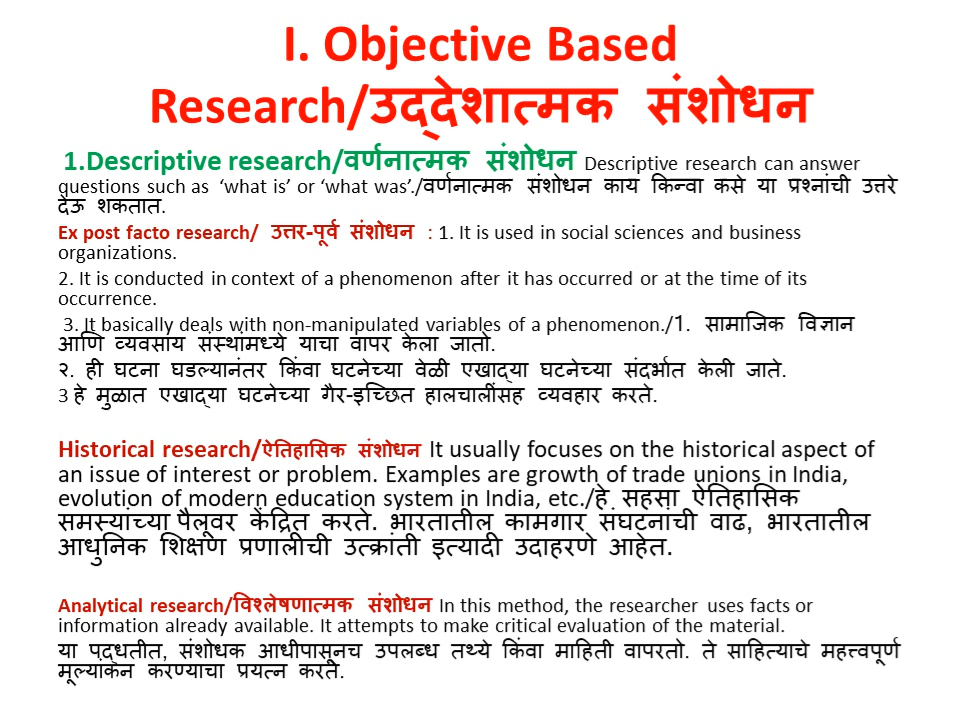 I. Objective Based
Research/उद्देशात्मक संशोधन
1.Descriptive research/वर्णनात्मक संशोधन Descriptive research can answer
questions such as ‘what is’ or ‘what was’./वर्णनात्मक संशोधन काय किन्वा कसे या प्रश्नांची उत्तरे
देऊ शकतात.
Ex post facto research/ उत्तर-पूर्व संशोधन : 1. It is used in social sciences and business
organizations.
2. It is conducted in context of a phenomenon after it has occurred or at the time of its
occurrence.
3. It basically deals with non-manipulated variables of a phenomenon./1. सामाजिक विज्ञान
आणि व्यवसाय संस्थांमध्ये याचा वापर केला जातो.
२. ही घटना घडल्यानंतर किंवा घटनेच्या वेळी एखाद्या घटनेच्या संदर्भात केली जाते.
3 हे मुळात एखाद्या घटनेच्या गैर-इच्छित हालचालींसह व्यवहार करते.
Historical research/ऐतिहासिक संशोधन It usually focuses on the historical aspect of
an issue of interest or problem. Examples are growth of trade unions in India,
evolution of modern education system in India, etc./हे सहसा ऐतिहासिक
समस्यांच्या पैलूवर केंद्रित करते. भारतातील कामगार संघटनांची वाढ, भारतातील
आधुनिक शिक्षण प्रणालीची उत्क्रांती इत्यादी उदाहरणे आहेत.
Analytical research/विश्लेषणात्मक संशोधन In this method, the researcher uses facts or
information already available. It attempts to make critical evaluation of the material.
या पद्धतीत, संशोधक आधीपासूनच उपलब्ध तथ्ये किंवा माहिती वापरतो. ते साहित्याचे महत्त्वपूर्ण
मूल्यांकन करण्याचा प्रयत्न करते.